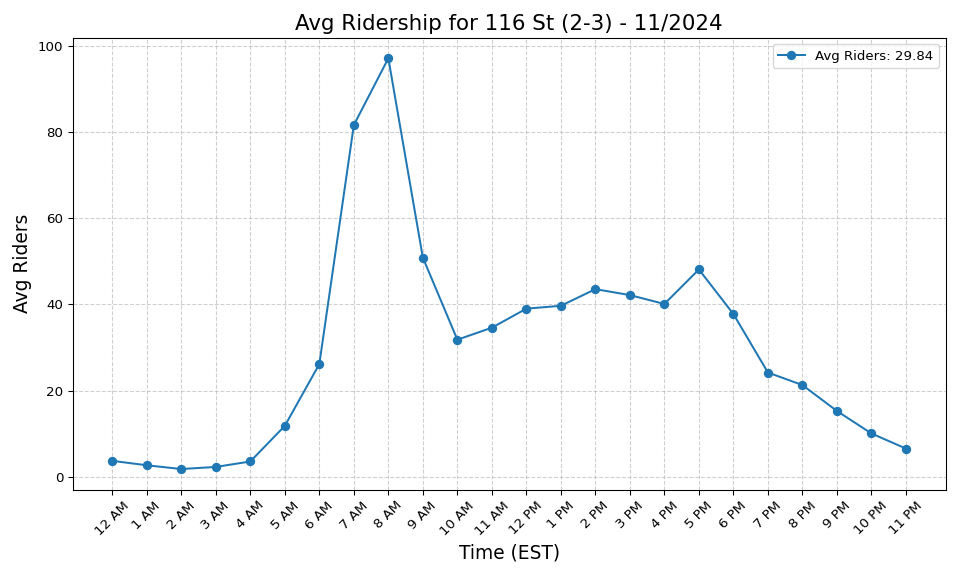 Avg Ridership for 116 St (2-3) - 11/2024
Avg Riders: 29.84
Avg Riders
100
80
60
40
20
0
12 AM
1 AM
2 AM
3 AM
4 AM
5 AM
6 AM
7 AM
8 AM
9 AM
10 AM
11 AM
12 PM
1 PM
2 PM
3 PM
4 PM
5 PM
6 PM
7 PM
8 PM
9 PM
10 PM
11 PM
Time (EST)